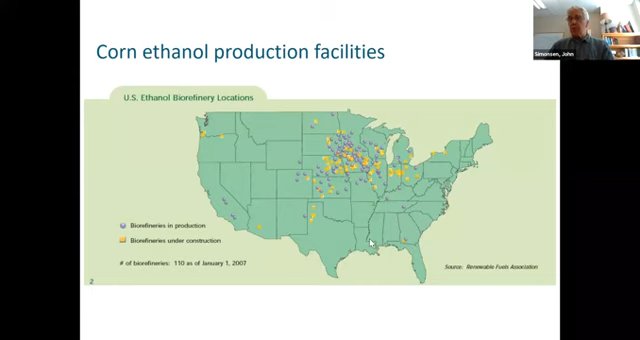 Corn ethanol production facilities
Simonsen, John
U.S. Ethanol Biorefinery Locations
Biorefineries in production
Biorefineries under construction
# of biorefineries: 110 as of January 1, 2007
Source: Renewable Fuels Association
2